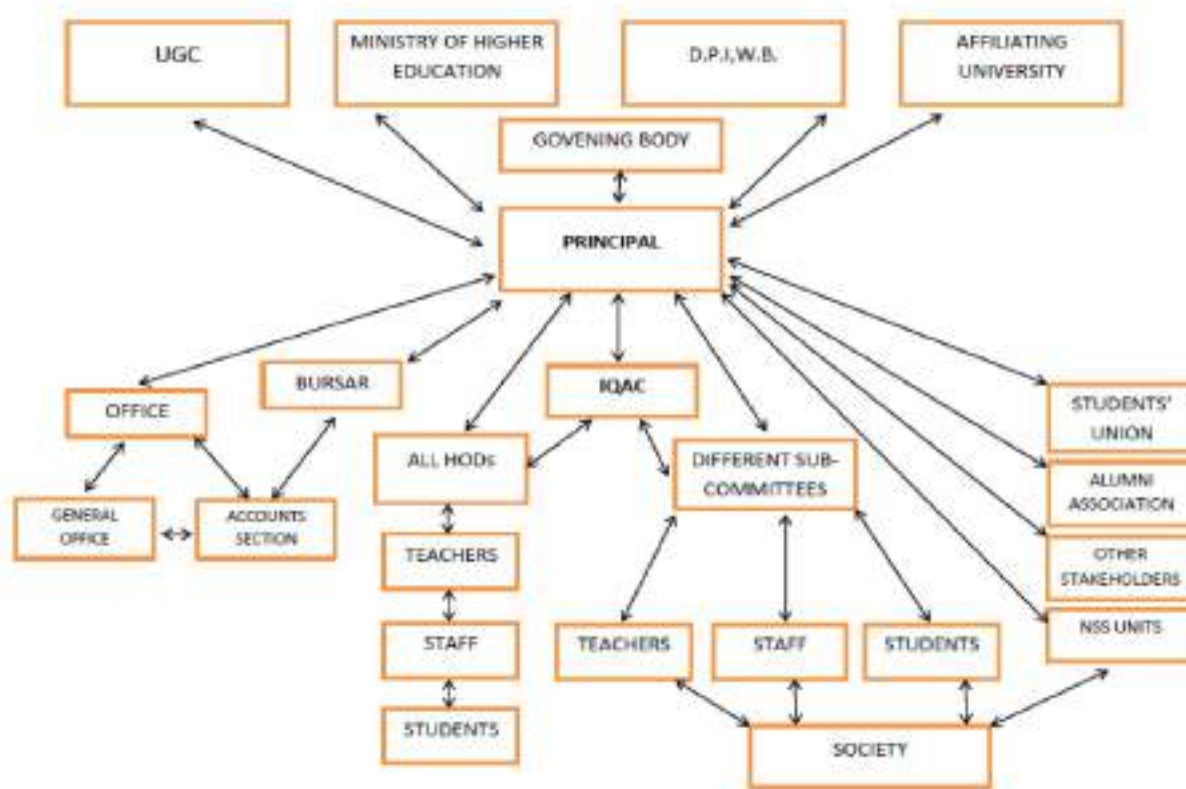 UGC
MINISTRY OF HIGHER
EDUCATION
D.P.I,W.B.
AFFILIATING
UNIVERSITY
GOVENING BODY
PRINCIPAL
OFFICE
BURSAR
IQAC
GENERAL
OFFICE
ACCOUNTS
SECTION
ALL HODs
TEACHERS
STAFF
STUDENTS
DIFFERENT SUB-
COMMITTEES
TEACHERS
STAFF
STUDENTS
STUDENTS'
UNION
ALUMNI
ASSOCIATION
OTHER
STAKEHOLDERS
NSS UNITS
SOCIETY